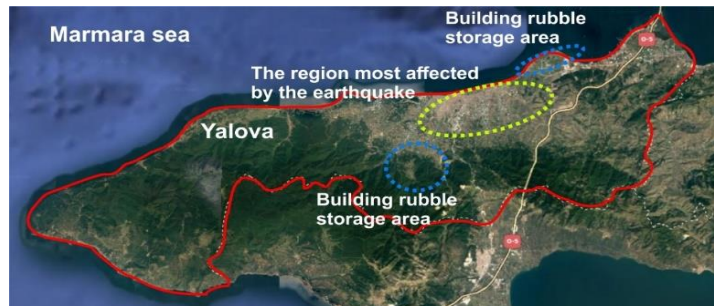 Building rubble
storage area
Marmara sea
The region most affected
by the earthquake
Yalova
Building rubble
storage area
O-5
O-5